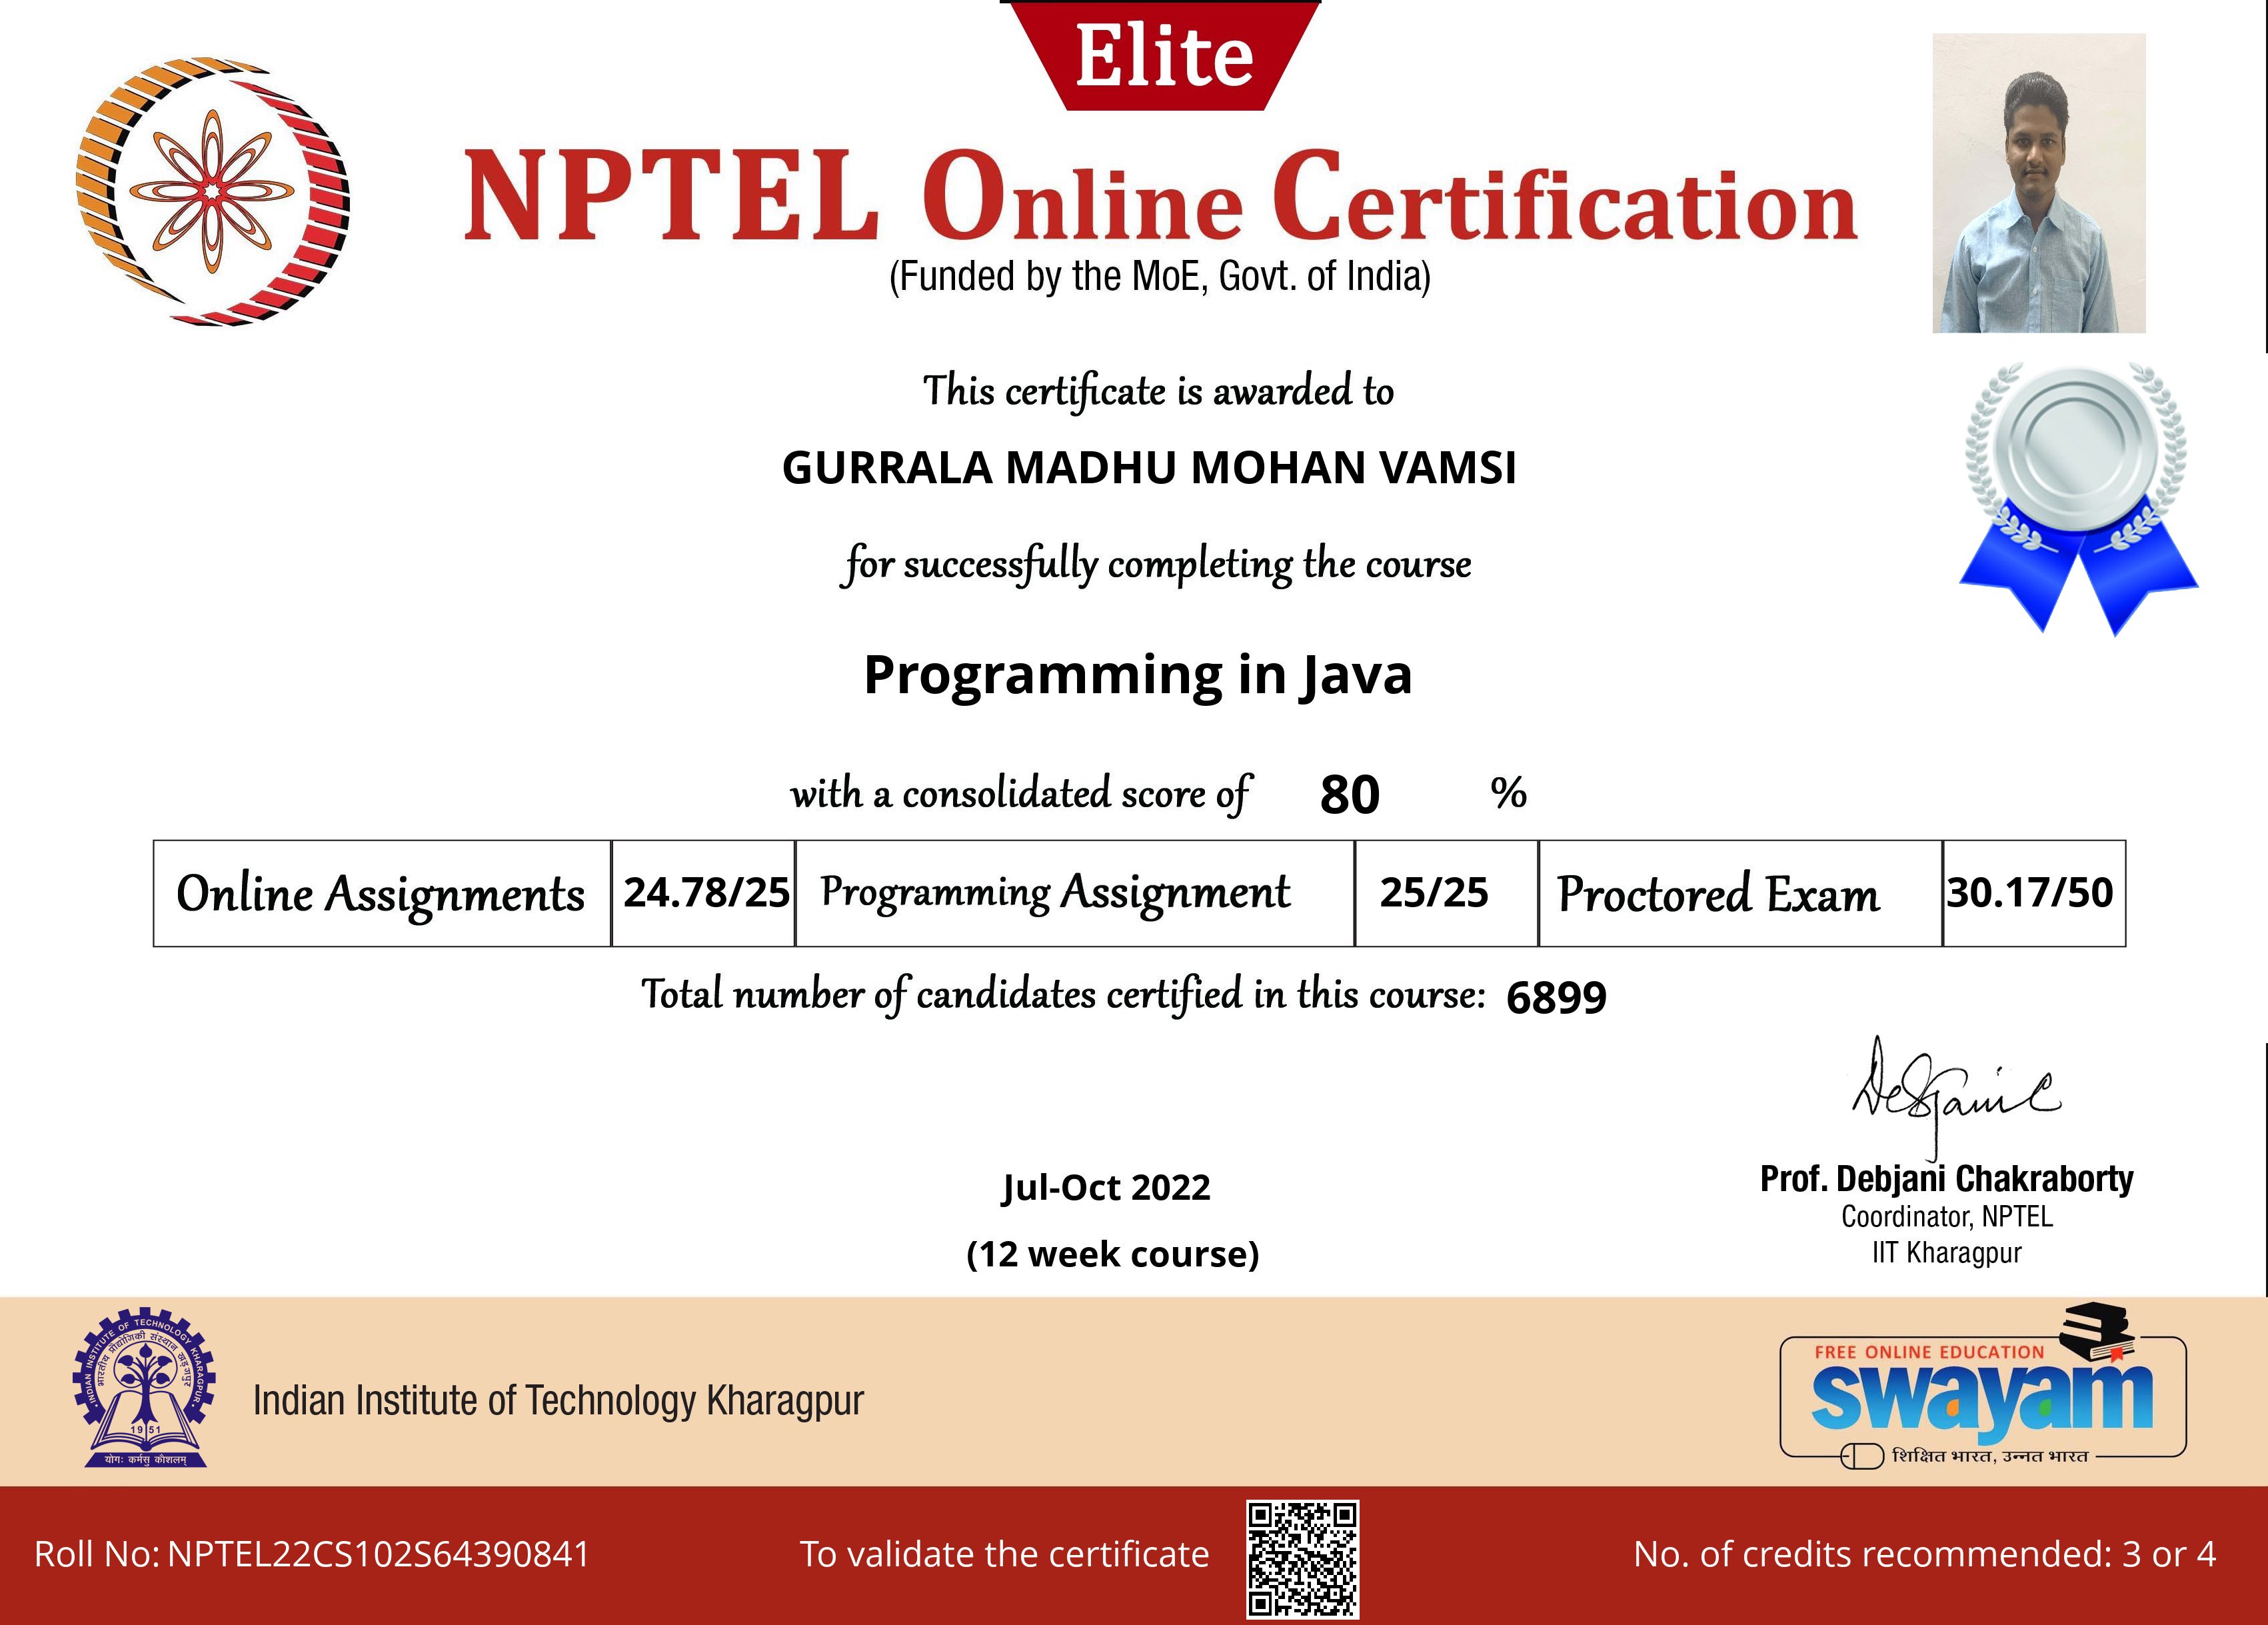 Elite
NPTEL Online Certification
(Funded by the MoE, Govt. of India)
This certificate is awarded to
GURRALA MADHU MOHAN VAMSI
for successfully completing the course
Programming in Java
with a consolidated score of 80 %
Online Assignments 24.78/25 Programming Assignment 25/25 Proctored Exam 30.17/50
Total number of candidates certified in this course: 6899
Jul-Oct 2022
(12 week course)
Prof. Debjani Chakraborty
Coordinator, NPTEL
IIT Kharagpur
INDIAN INSTITUTE OF TECHNOLOGY KHARAGPUR
भारतीय प्रौद्योगिकी संस्थान खड़गपुर
1951
योगः कर्मसु कौशलम्
Indian Institute of Technology Kharagpur
FREE ONLINE EDUCATION
swayam
शिक्षित भारत, उन्नत भारत
Roll No: NPTEL22CS102S64390841
To validate the certificate
No. of credits recommended: 3 or 4